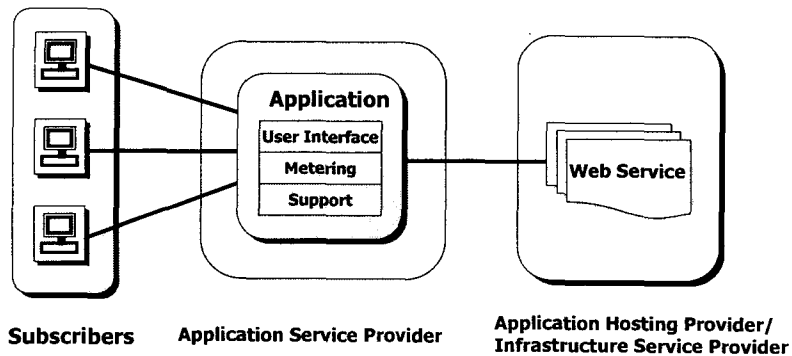 Application
User Interface
Metering
Support
Web Service
Subscribers
Application Service Provider
Application Hosting Provider/
Infrastructure Service Provider